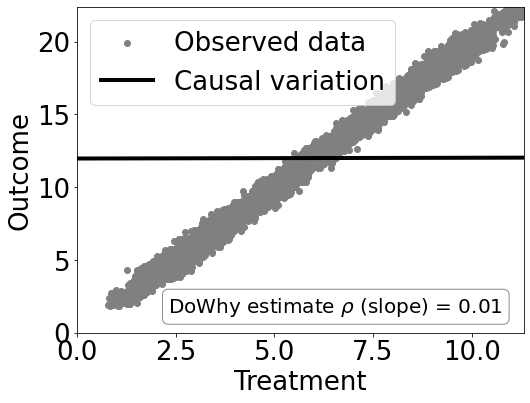 Observed data
Causal variation
20
15
10
5
0
Outcome
DoWhy estimate ρ (slope) = 0.01
0.0 2.5 5.0 7.5 10.0
Treatment